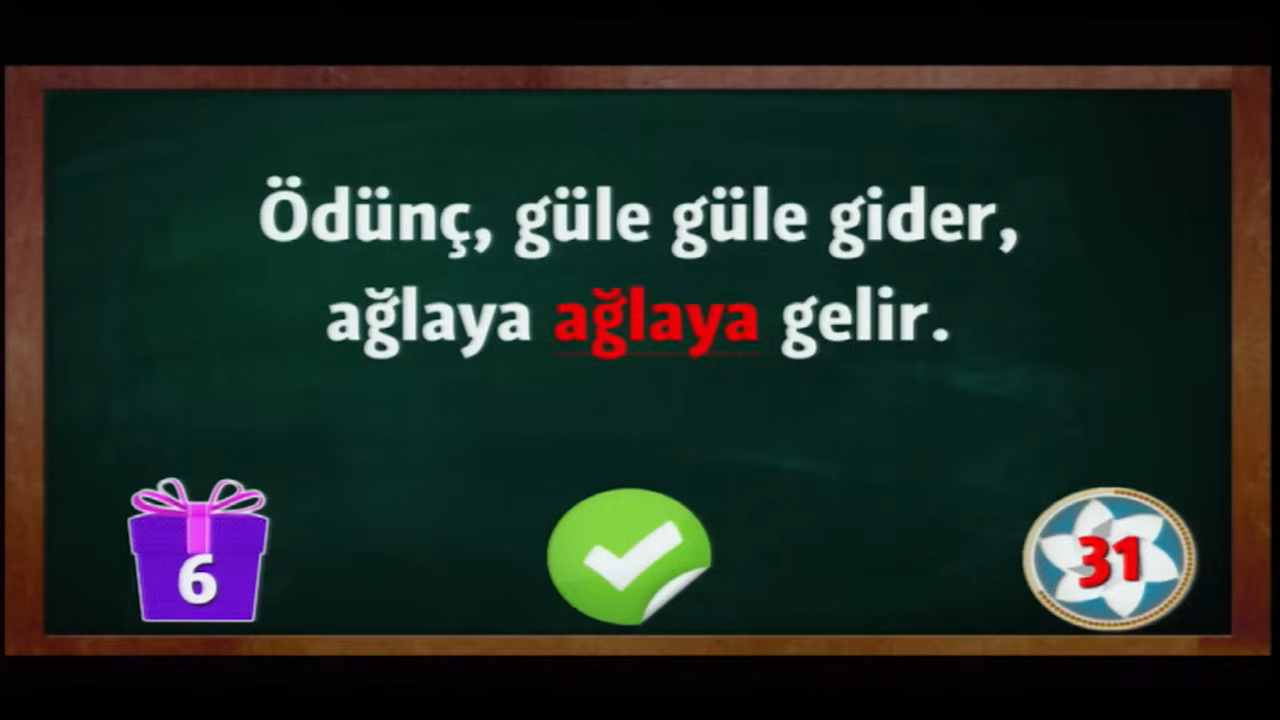 Ödünç, güle güle gider,
ağlaya ağlaya gelir.
6
31